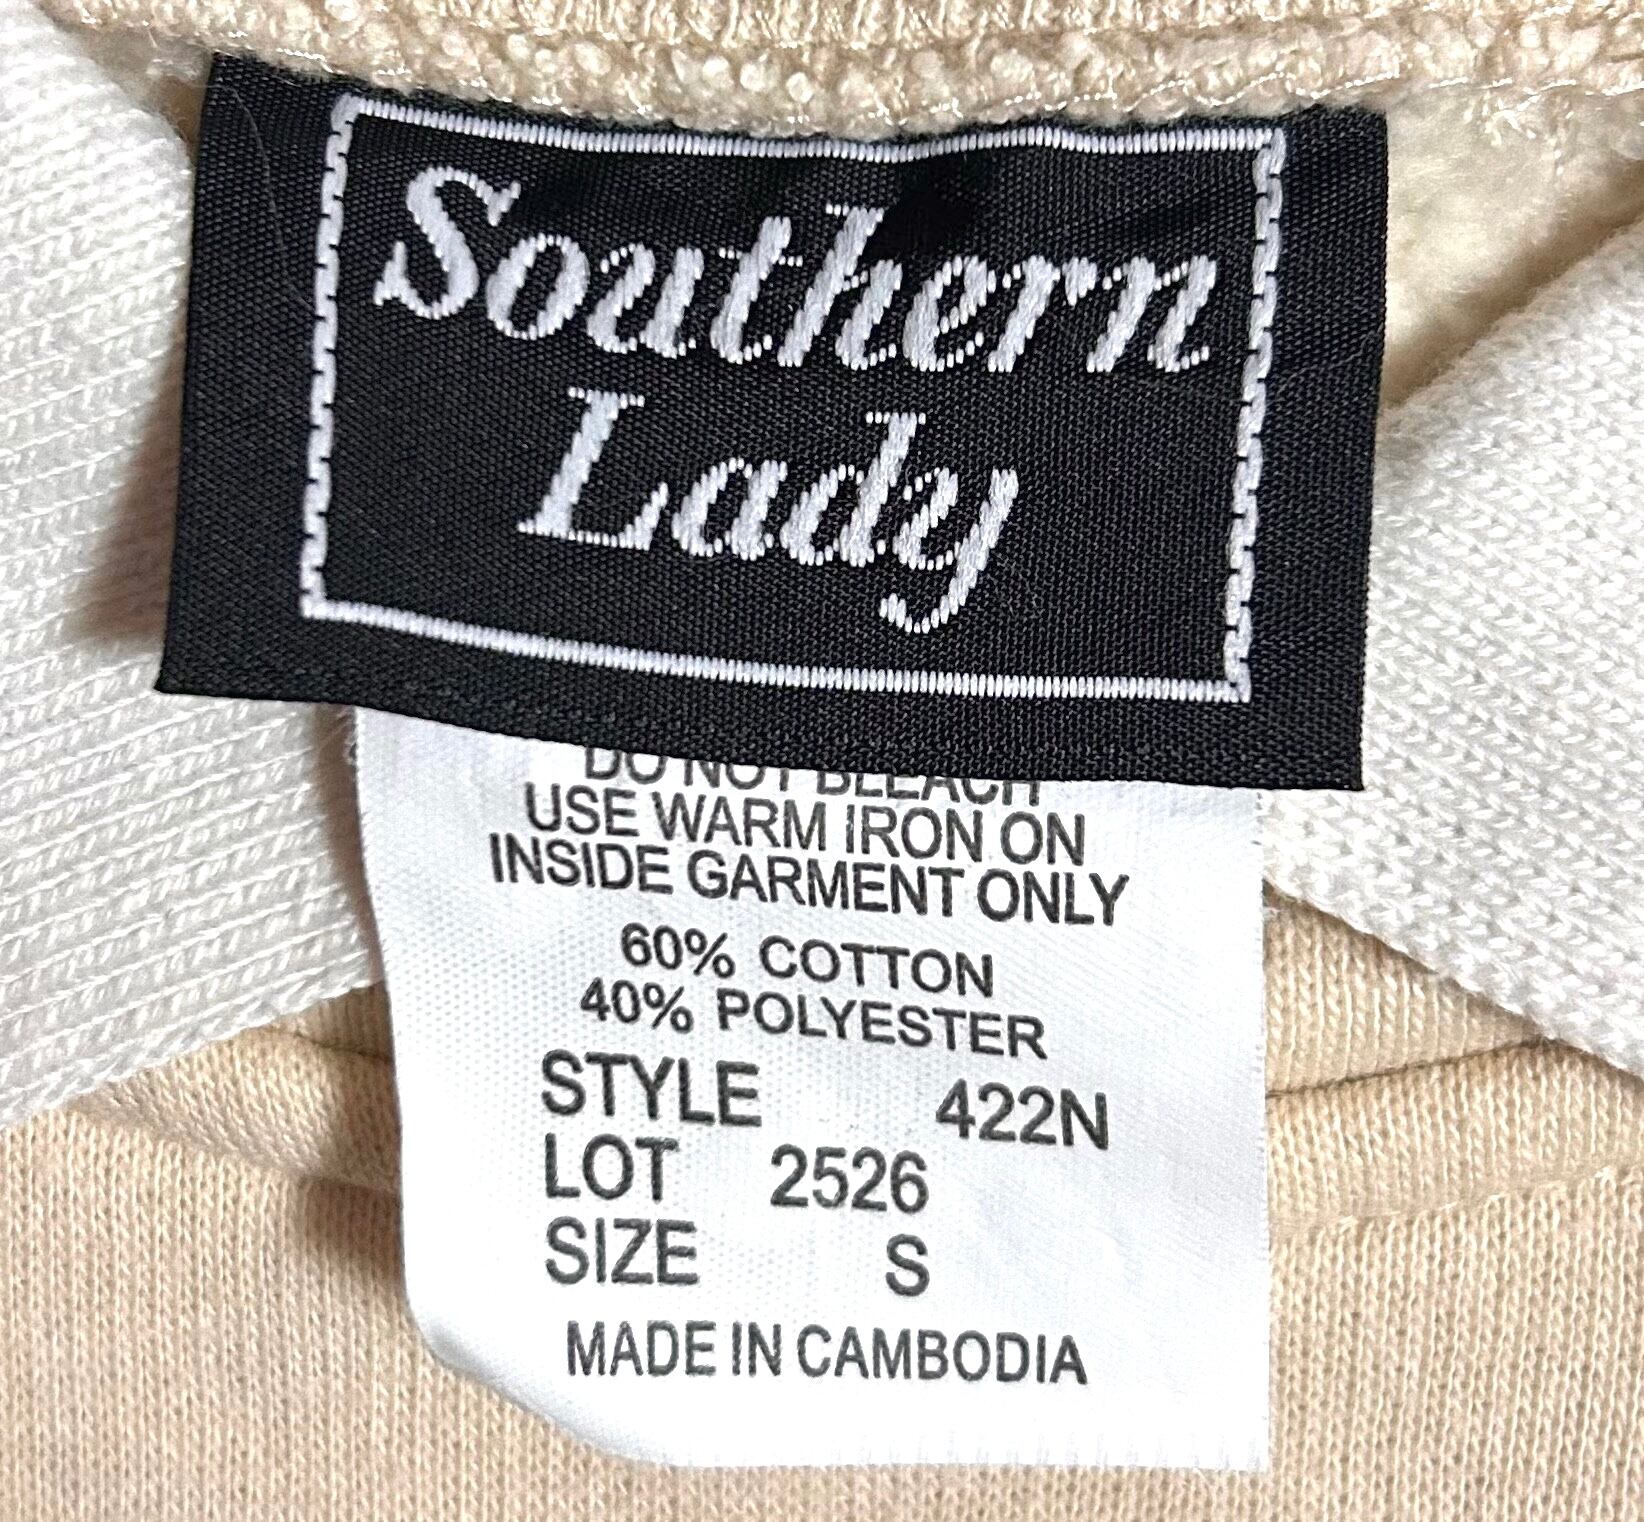 Southern
Lady
DO NOT BLEACH
USE WARM IRON ON
INSIDE GARMENT ONLY
60% COTTON
40% POLYESTER
STYLE 422N
LOT 2526
SIZE S
MADE IN CAMBODIA